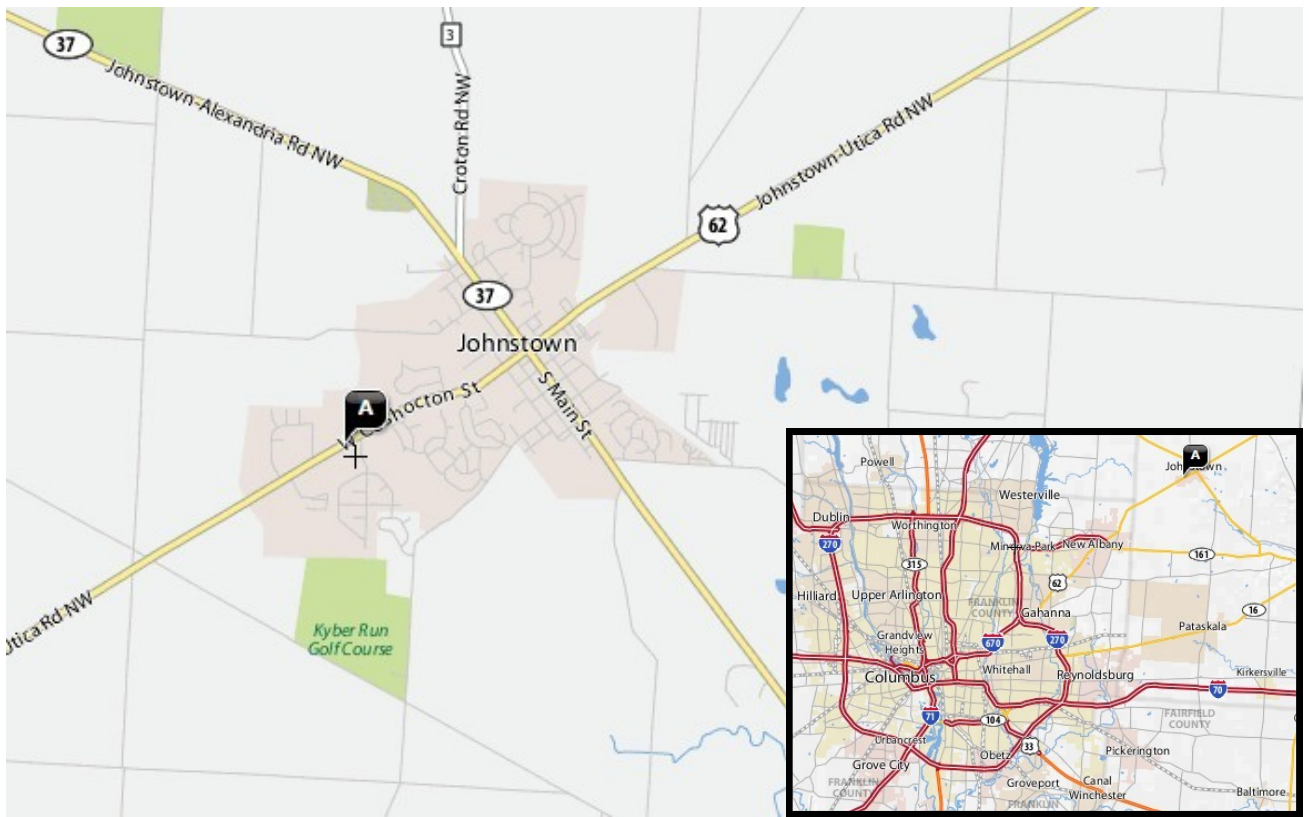 37
3
Johnstown-Alexandria Rd NW
Croton Rd NW
Johnstown-Utica Rd NW
62
37
Johnstown
A
W Coshocton St
S Main St
Utica Rd NW
Kyber Run
Golf Course
A
Johnstown
Powell
Westerville
Dublin
Worthington
270
Minerva Park
New Albany
315
161
62
Hilliard
Upper Arlington
FRANKLIN
COUNTY
Gahanna
16
Pataskala
Grandview
Heights
670
270
Whitehall
Columbus
Reynoldsburg
Kirkersville
70
71
104
FAIRFIELD
COUNTY
Urbancrest
33
Obetz
Pickerington
Grove City
FRANKLIN
COUNTY
Groveport
Canal
Winchester
Baltimore
FRANKLIN